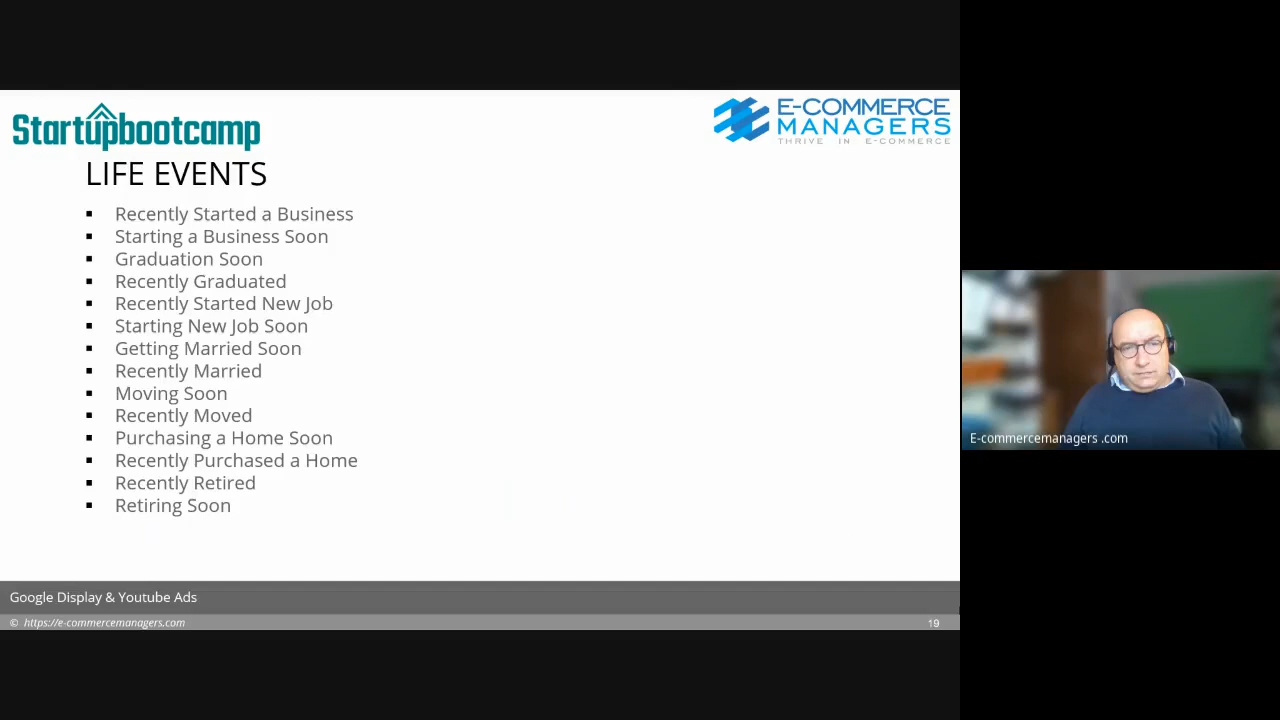 Startupbootcamp
E-COMMERCE
MANAGERS
THRIVE IN E-COMMERCE
LIFE EVENTS
▪ Recently Started a Business
▪ Starting a Business Soon
▪ Graduation Soon
▪ Recently Graduated
▪ Recently Started New Job
▪ Starting New Job Soon
▪ Getting Married Soon
▪ Recently Married
▪ Moving Soon
▪ Recently Moved
▪ Purchasing a Home Soon
▪ Recently Purchased a Home
▪ Recently Retired
▪ Retiring Soon
E-commercemanagers .com
Google Display & Youtube Ads
© https://e-commercemanagers.com
19